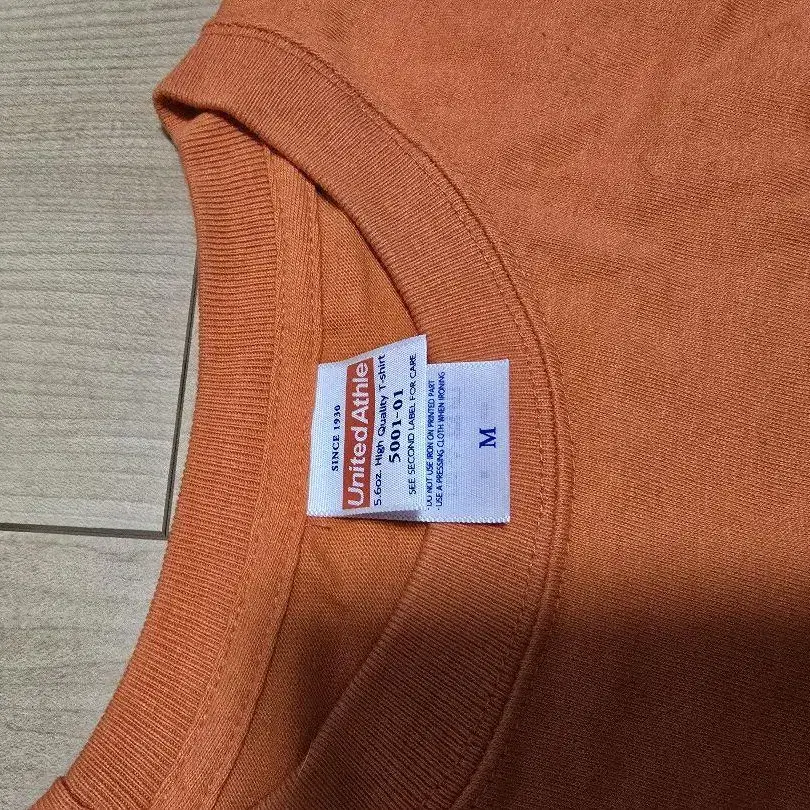 SINCE 1930
United Athle
5.6oz. High Quality T-shirt
5001-01
SEE SECOND LABEL FOR CARE
· DO NOT USE IRON ON PRINTED PART
· USE A PRESSING CLOTH WHEN IRONING
M